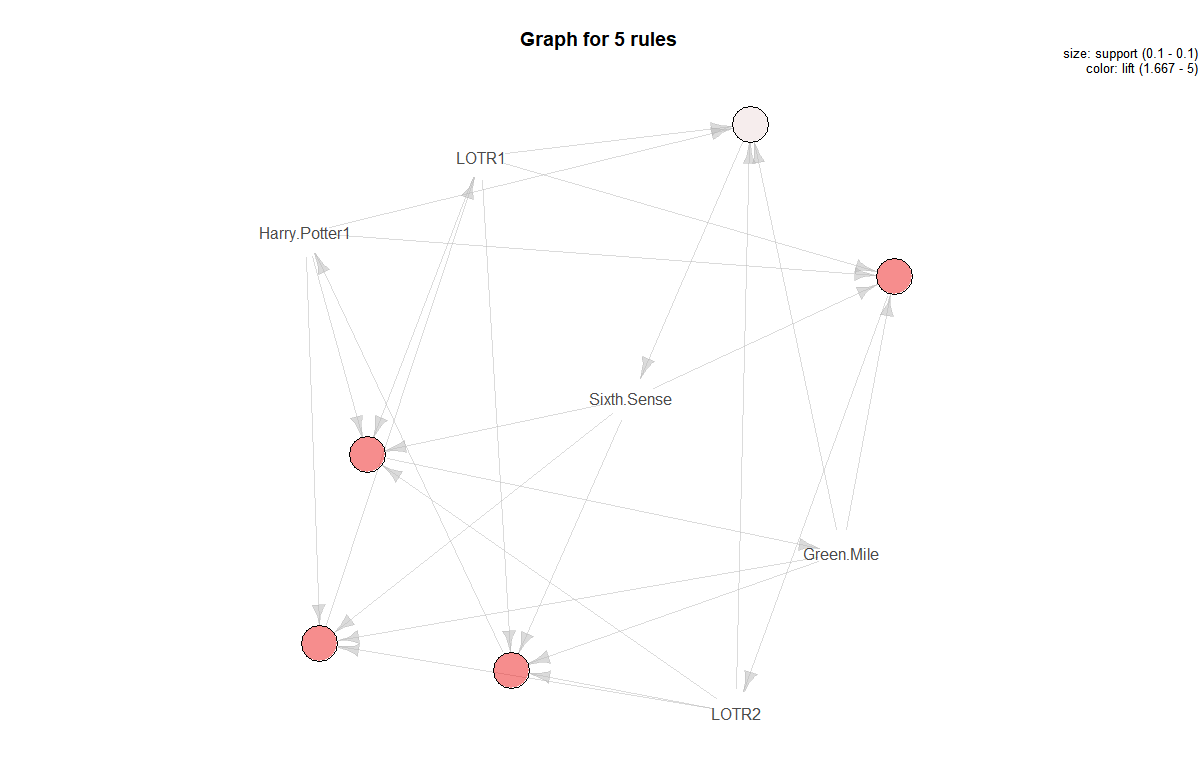 Graph for 5 rules
size: support (0.1 - 0.1)
color: lift (1.667 - 5)
LOTR1
Harry.Potter1
Sixth.Sense
Green.Mile
LOTR2